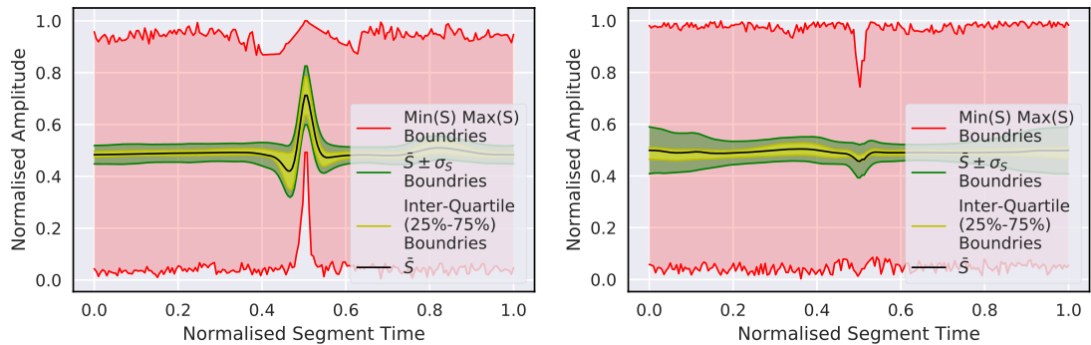 1.0
0.8
0.6
0.4
0.2
0.0
Normalised Amplitude
0.0 0.2 0.4 0.6 0.8 1.0
Normalised Segment Time
Min(S) Max(S)
Boundries
S̄ ± σ_S
Boundries
Inter-Quartile
(25%-75%)
Boundries
S̄
1.0
0.8
0.6
0.4
0.2
0.0
Normalised Amplitude
0.0 0.2 0.4 0.6 0.8 1.0
Normalised Segment Time
Min(S) Max(S)
Boundries
S̄ ± σ_S
Boundries
Inter-Quartile
(25%-75%)
Boundries
S̄